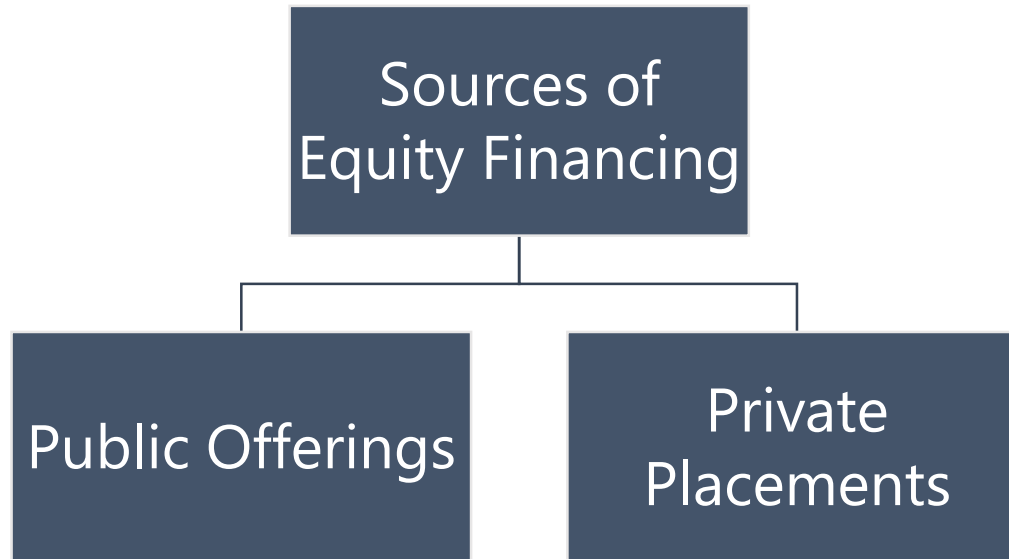 Sources of
Equity Financing
Public Offerings
Private
Placements